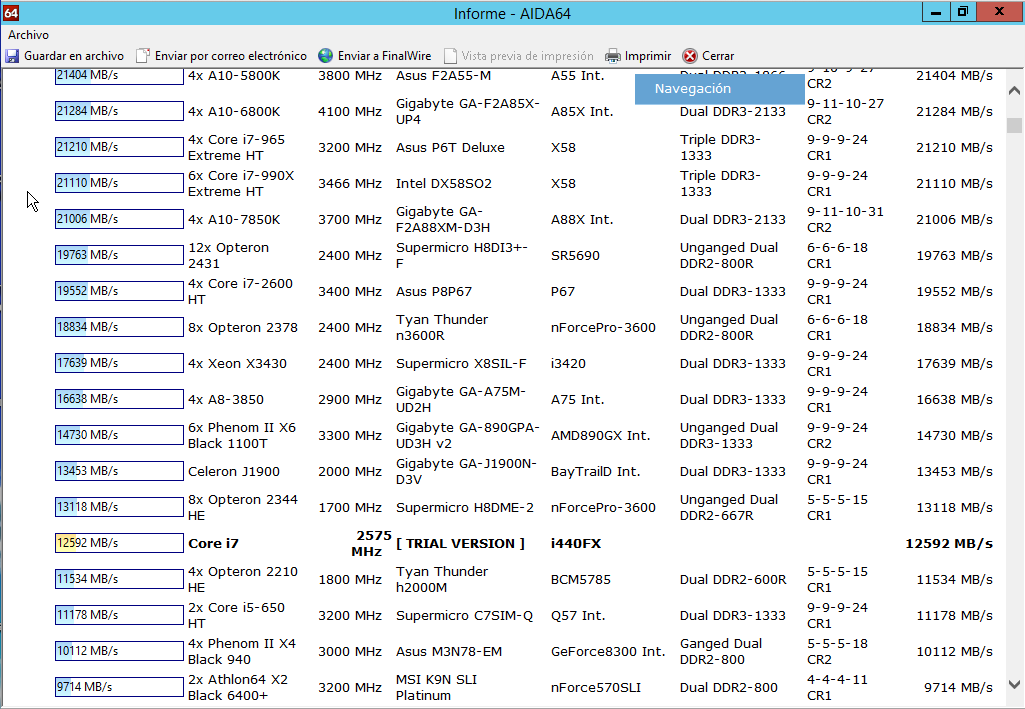 64
Informe - AIDA64
Archivo
Guardar en archivo Enviar por correo electrónico Enviar a FinalWire Vista previa de impresión Imprimir Cerrar
Navegación
21404 MB/s 4x A10-5800K 3800 MHz Asus F2A55-M A55 Int. 21404 MB/s
CR2
21284 MB/s 4x A10-6800K 4100 MHz Gigabyte GA-F2A85X-
UP4 A85X Int. Dual DDR3-2133 9-11-10-27
CR2 21284 MB/s
21210 MB/s 4x Core i7-965
Extreme HT 3200 MHz Asus P6T Deluxe X58 Triple DDR3-
1333 9-9-9-24
CR1 21210 MB/s
21110 MB/s 6x Core i7-990X
Extreme HT 3466 MHz Intel DX58SO2 X58 Triple DDR3-
1333 9-9-9-24
CR1 21110 MB/s
21006 MB/s 4x A10-7850K 3700 MHz Gigabyte GA-
F2A88XM-D3H A88X Int. Dual DDR3-2133 9-11-10-31
CR2 21006 MB/s
19763 MB/s 12x Opteron
2431 2400 MHz Supermicro H8DI3+-
F SR5690 Unganged Dual
DDR2-800R 6-6-6-18
CR1 19763 MB/s
19552 MB/s 4x Core i7-2600
HT 3400 MHz Asus P8P67 P67 Dual DDR3-1333 9-9-9-24
CR1 19552 MB/s
18834 MB/s 8x Opteron 2378 2400 MHz Tyan Thunder
n3600R nForcePro-3600 Unganged Dual
DDR2-800R 6-6-6-18
CR1 18834 MB/s
17639 MB/s 4x Xeon X3430 2400 MHz Supermicro X8SIL-F i3420 Dual DDR3-1333 9-9-9-24
CR1 17639 MB/s
16638 MB/s 4x A8-3850 2900 MHz Gigabyte GA-A75M-
UD2H A75 Int. Dual DDR3-1333 9-9-9-24
CR1 16638 MB/s
14730 MB/s 6x Phenom II X6
Black 1100T 3300 MHz Gigabyte GA-890GPA-
UD3H v2 AMD890GX Int. Unganged Dual
DDR3-1333 9-9-9-24
CR2 14730 MB/s
13453 MB/s Celeron J1900 2000 MHz Gigabyte GA-J1900N-
D3V BayTrailD Int. Dual DDR3-1333 9-9-9-24
CR1 13453 MB/s
13118 MB/s 8x Opteron 2344
HE 1700 MHz Supermicro H8DME-2 nForcePro-3600 Unganged Dual
DDR2-667R 5-5-5-15
CR1 13118 MB/s
12592 MB/s Core i7 2575
MHz [ TRIAL VERSION ] i440FX 12592 MB/s
11534 MB/s 4x Opteron 2210
HE 1800 MHz Tyan Thunder
h2000M BCM5785 Dual DDR2-600R 5-5-5-15
CR1 11534 MB/s
11178 MB/s 2x Core i5-650
HT 3200 MHz Supermicro C7SIM-Q Q57 Int. Dual DDR3-1333 9-9-9-24
CR1 11178 MB/s
10112 MB/s 4x Phenom II X4
Black 940 3000 MHz Asus M3N78-EM GeForce8300 Int. Ganged Dual
DDR2-800 5-5-5-18
CR2 10112 MB/s
9714 MB/s 2x Athlon64 X2
Black 6400+ 3200 MHz MSI K9N SLI
Platinum nForce570SLI Dual DDR2-800 4-4-4-11
CR1 9714 MB/s